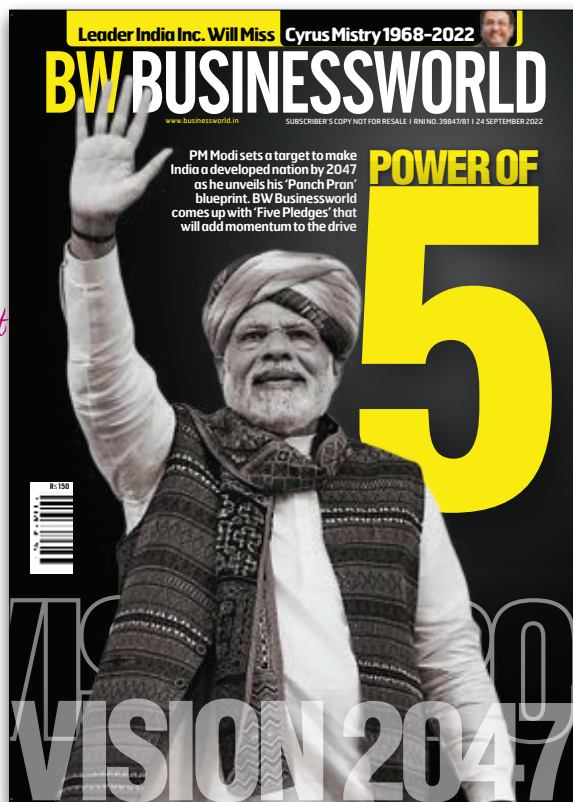 Leader India Inc. Will Miss Cyrus Mistry 1968-2022
BW BUSINESSWORLD
www.businessworld.in SUBSCRIBER'S COPY NOT FOR RESALE I RNI NO. 39847/81 I 24 SEPTEMBER 2022
PM Modi sets a target to make
India a developed nation by 2047
as he unveils his 'Panch Pran'
blueprint. BW Businessworld
comes up with 'Five Pledges' that
will add momentum to the drive
POWER OF
5
RS 150
VISION 2047